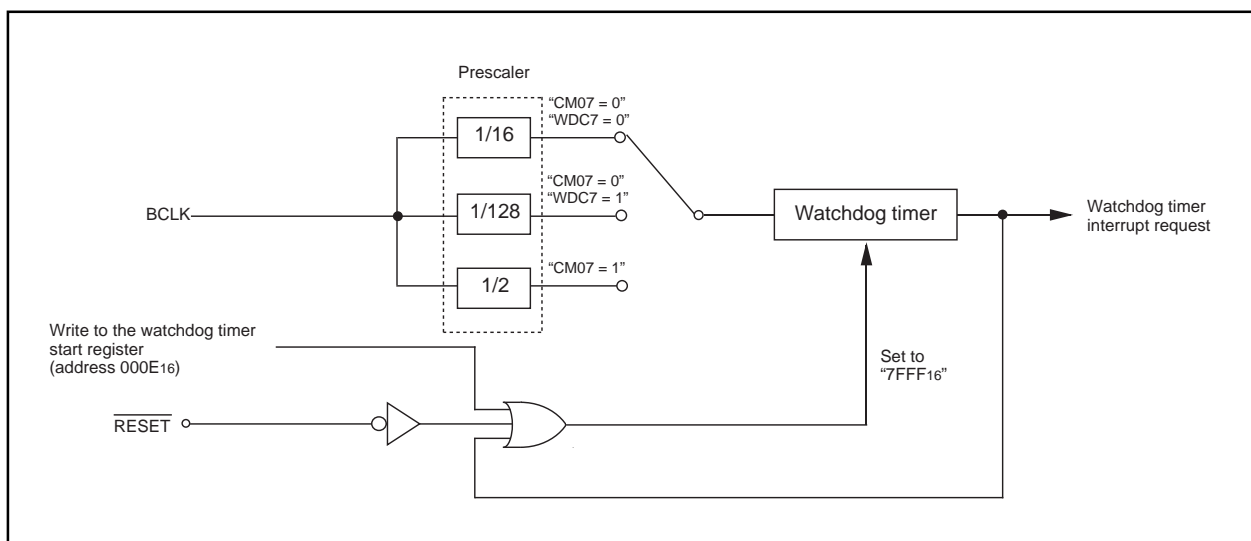 Prescaler
“CM07 = 0”
“WDC7 = 0”
1/16
“CM07 = 0”
“WDC7 = 1”
BCLK
1/128
Watchdog timer
Watchdog timer
interrupt request
“CM07 = 1”
1/2
Write to the watchdog timer
start register
(address 000E16)
Set to
“7FFF16”
RESET